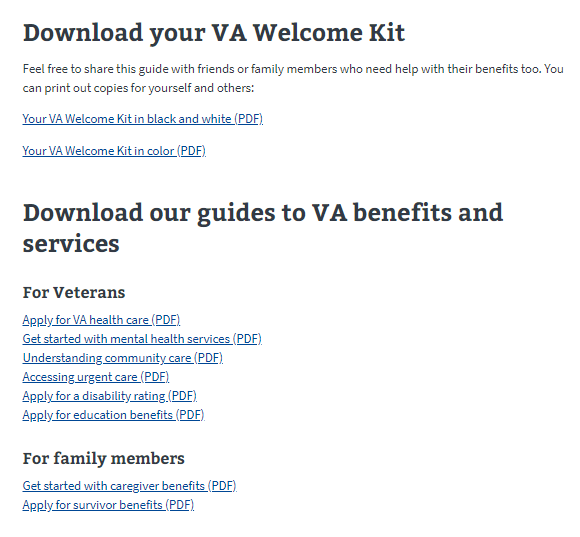 Download your VA Welcome Kit
Feel free to share this guide with friends or family members who need help with their benefits too. You
can print out copies for yourself and others:
Your VA Welcome Kit in black and white (PDF)
Your VA Welcome Kit in color (PDF)
Download our guides to VA benefits and
services
For Veterans
Apply for VA health care (PDF)
Get started with mental health services (PDF)
Understanding community care (PDF)
Accessing urgent care (PDF)
Apply for a disability rating (PDF)
Apply for education benefits (PDF)
For family members
Get started with caregiver benefits (PDF)
Apply for survivor benefits (PDF)